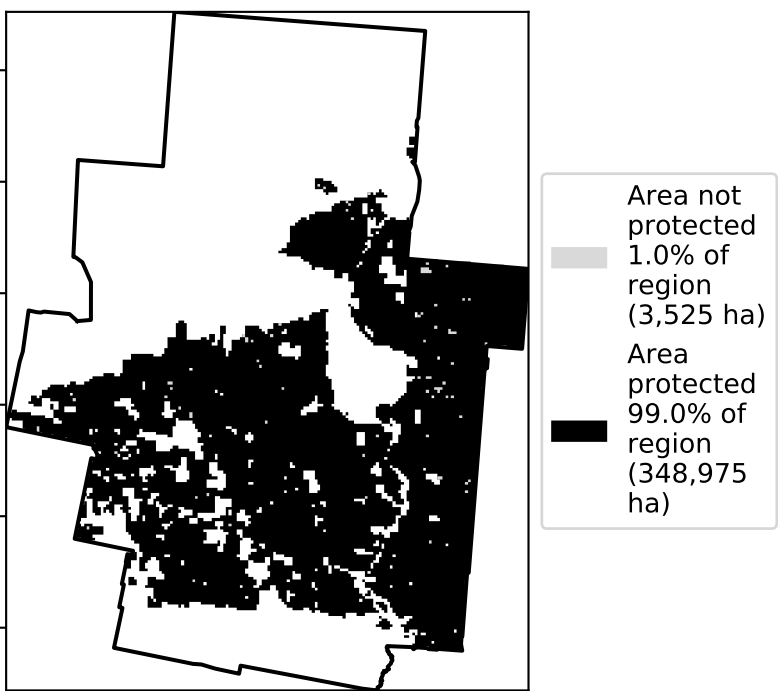 Area not
protected
1.0% of
region
(3,525 ha)
Area
protected
99.0% of
region
(348,975
ha)